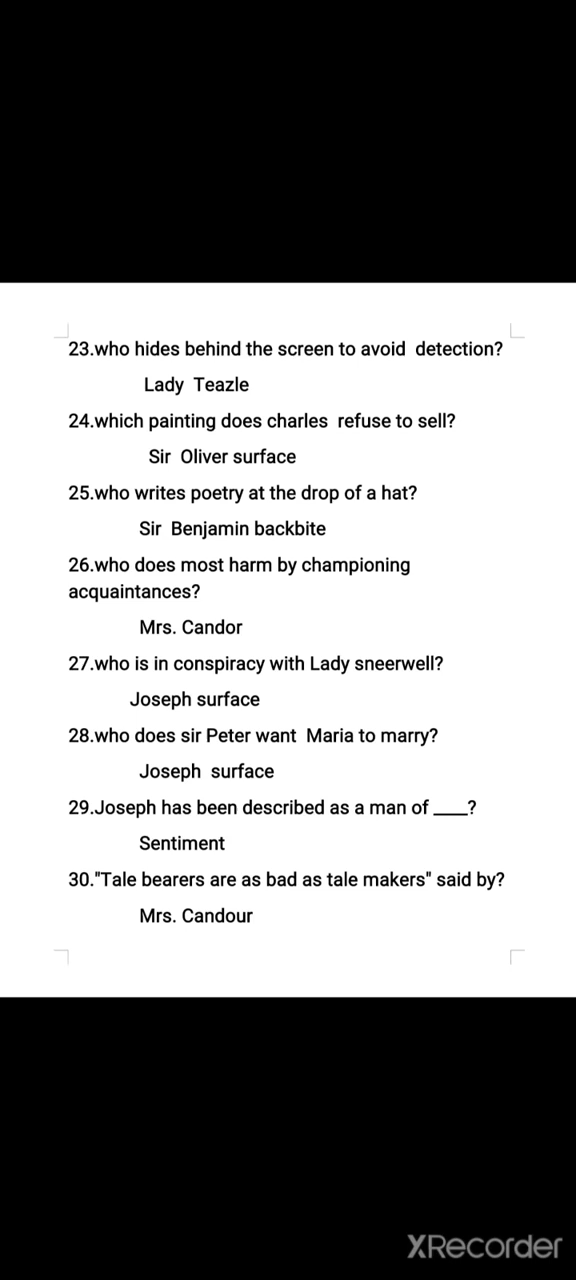 23.who hides behind the screen to avoid detection?
Lady Teazle
24.which painting does charles refuse to sell?
Sir Oliver surface
25.who writes poetry at the drop of a hat?
Sir Benjamin backbite
26.who does most harm by championing
acquaintances?
Mrs. Candor
27.who is in conspiracy with Lady sneerwell?
Joseph surface
28.who does sir Peter want Maria to marry?
Joseph surface
29.Joseph has been described as a man of ____?
Sentiment
30."Tale bearers are as bad as tale makers" said by?
Mrs. Candour
XRecorder